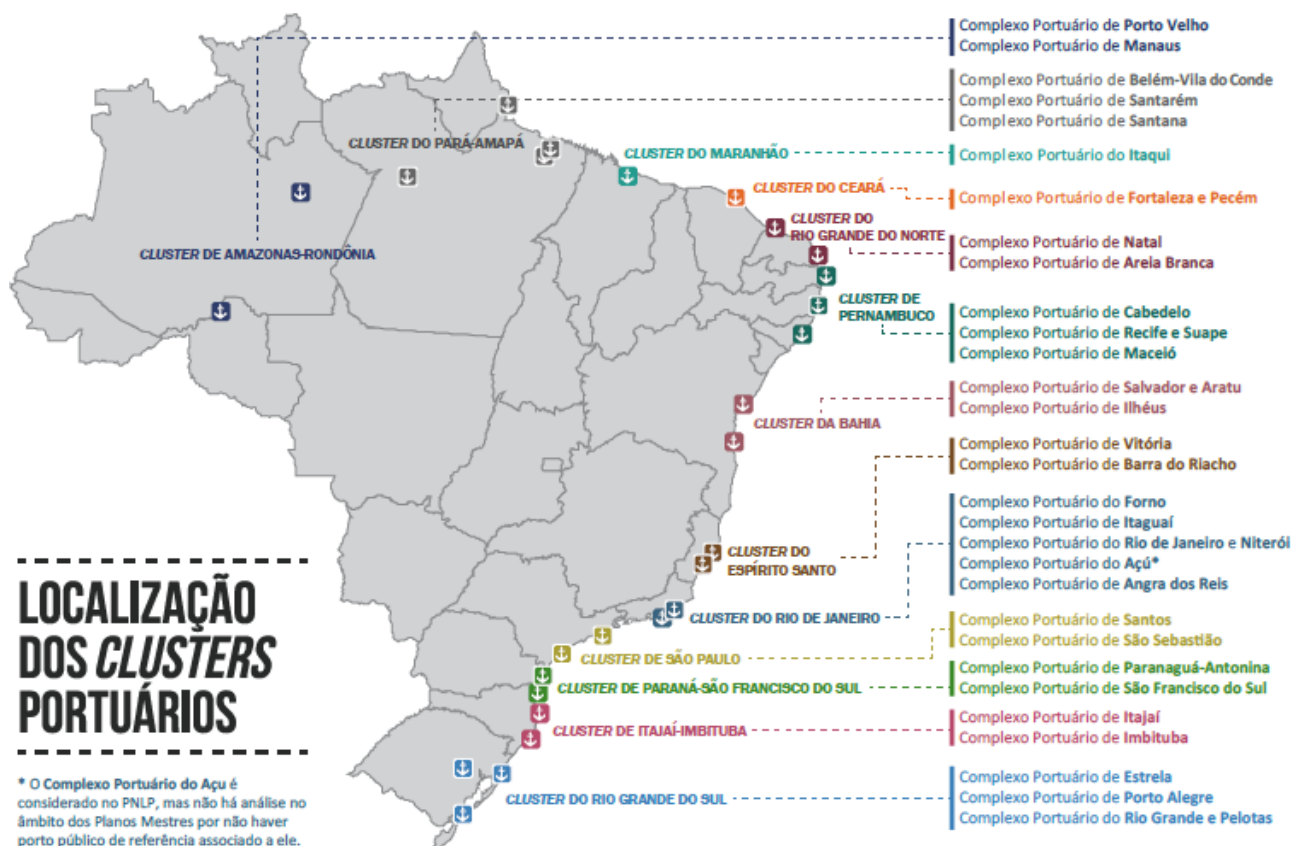 Complexo Portuário de Porto Velho
Complexo Portuário de Manaus
Complexo Portuário de Belém-Vila do Conde
Complexo Portuário de Santarém
Complexo Portuário de Santana
CLUSTER DO PARÁ-AMAPÁ
CLUSTER DO MARANHÃO
Complexo Portuário do Itaqui
CLUSTER DO CEARÁ
Complexo Portuário de Fortaleza e Pecém
CLUSTER DO
RIO GRANDE DO NORTE
Complexo Portuário de Natal
Complexo Portuário de Areia Branca
CLUSTER DE AMAZONAS-RONDÔNIA
CLUSTER DE
PERNAMBUCO
Complexo Portuário de Cabedelo
Complexo Portuário de Recife e Suape
Complexo Portuário de Maceió
CLUSTER DA BAHIA
Complexo Portuário de Salvador e Aratu
Complexo Portuário de Ilhéus
CLUSTER DO
ESPÍRITO SANTO
Complexo Portuário de Vitória
Complexo Portuário de Barra do Riacho
CLUSTER DO RIO DE JANEIRO
Complexo Portuário do Forno
Complexo Portuário de Itaguaí
Complexo Portuário do Rio de Janeiro e Niterói
Complexo Portuário do Açú*
Complexo Portuário de Angra dos Reis
CLUSTER DE SÃO PAULO
Complexo Portuário de Santos
Complexo Portuário de São Sebastião
CLUSTER DE PARANÁ-SÃO FRANCISCO DO SUL
Complexo Portuário de Paranaguá-Antonina
Complexo Portuário de São Francisco do Sul
CLUSTER DE ITAJAÍ-IMBITUBA
Complexo Portuário de Itajaí
Complexo Portuário de Imbituba
CLUSTER DO RIO GRANDE DO SUL
Complexo Portuário de Estrela
Complexo Portuário de Porto Alegre
Complexo Portuário do Rio Grande e Pelotas
LOCALIZAÇÃO
DOS CLUSTERS
PORTUÁRIOS
* O Complexo Portuário do Açu é
considerado no PNLP, mas não há análise no
âmbito dos Planos Mestres por não haver
porto público de referência associado a ele.